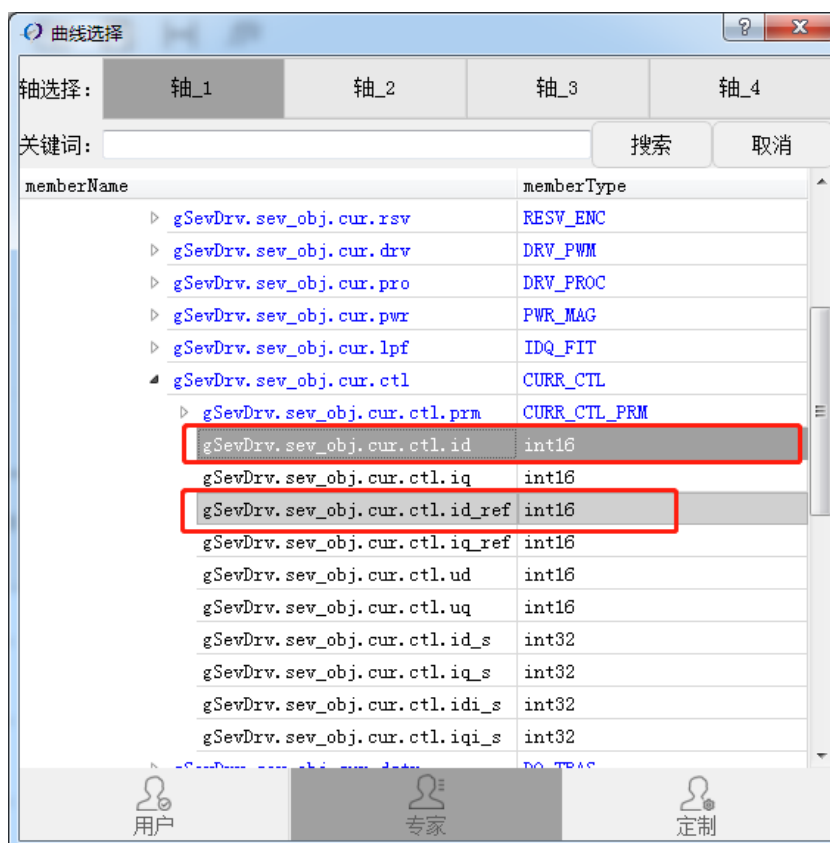 曲线选择
轴选择: 轴_1 轴_2 轴_3 轴_4
关键词: 搜索 取消
memberName memberType
gSevDrv.sev_obj.cur.rsv RESV_ENC
gSevDrv.sev_obj.cur.drv DRV_PWM
gSevDrv.sev_obj.cur.pro DRV_PROC
gSevDrv.sev_obj.cur.pwr PWR_MAG
gSevDrv.sev_obj.cur.lpf IDQ_FIT
gSevDrv.sev_obj.cur.ctl CURR_CTL
gSevDrv.sev_obj.cur.ctl.prm CURR_CTL_PRM
gSevDrv.sev_obj.cur.ctl.id int16
gSevDrv.sev_obj.cur.ctl.iq int16
gSevDrv.sev_obj.cur.ctl.id_ref int16
gSevDrv.sev_obj.cur.ctl.iq_ref int16
gSevDrv.sev_obj.cur.ctl.ud int16
gSevDrv.sev_obj.cur.ctl.uq int16
gSevDrv.sev_obj.cur.ctl.id_s int32
gSevDrv.sev_obj.cur.ctl.iq_s int32
gSevDrv.sev_obj.cur.ctl.idi_s int32
gSevDrv.sev_obj.cur.ctl.iqi_s int32
用户 专家 定制